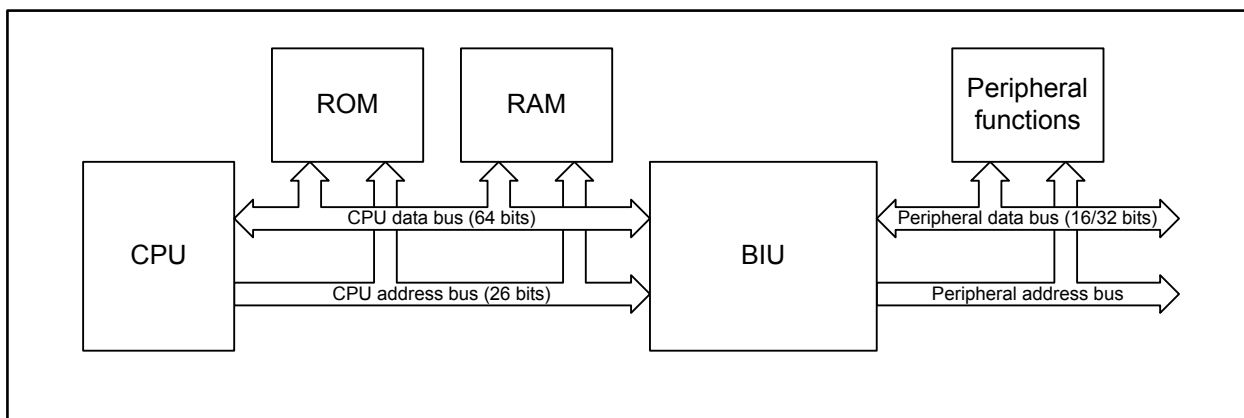 ROM
RAM
Peripheral
functions
CPU data bus (64 bits)
Peripheral data bus (16/32 bits)
CPU
BIU
CPU address bus (26 bits)
Peripheral address bus